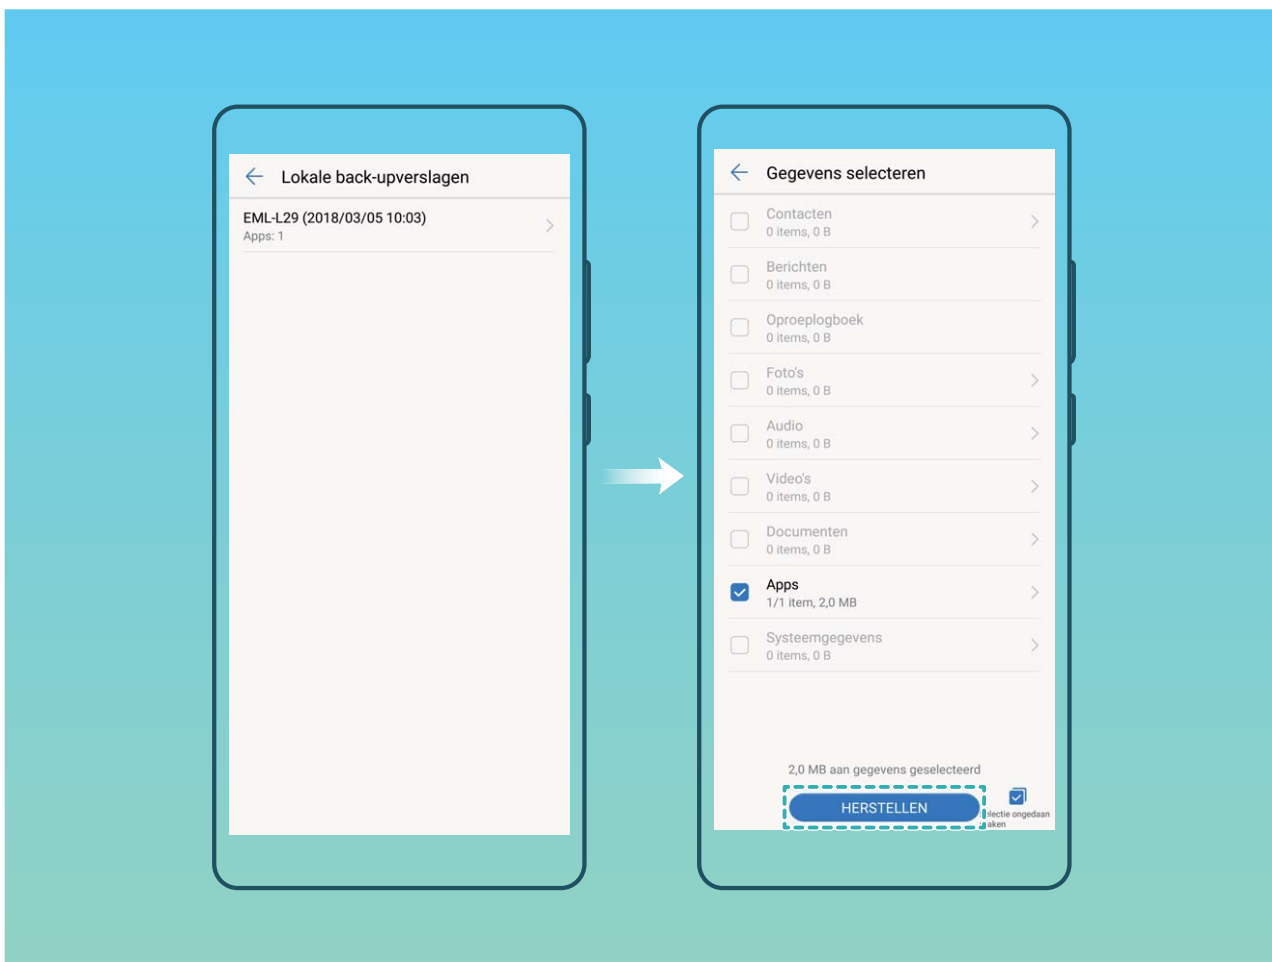 Lokale back-upverslagen
EML-L29 (2018/03/05 10:03)
Apps: 1
Gegevens selecteren
Contacten
0 items, 0 B
Berichten
0 items, 0 B
Oproeplogboek
0 items, 0 B
Foto's
0 items, 0 B
Audio
0 items, 0 B
Video's
0 items, 0 B
Documenten
0 items, 0 B
Apps
1/1 item, 2,0 MB
Systeemgegevens
0 items, 0 B
2,0 MB aan gegevens geselecteerd
HERSTELLEN
lectie ongedaan
aken